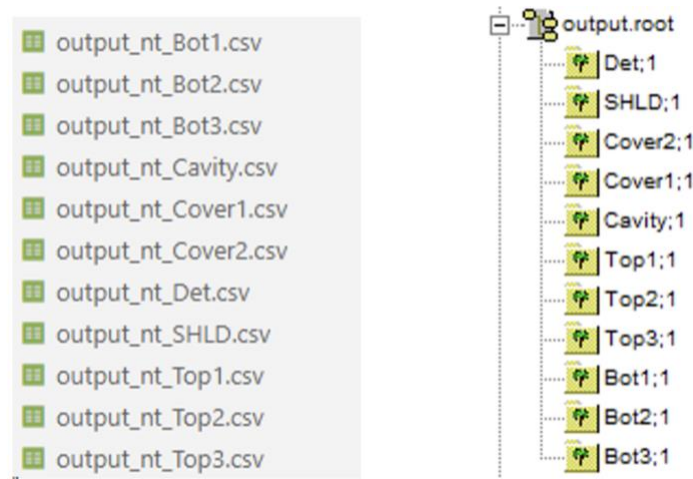 output_nt_Bot1.csv
output_nt_Bot2.csv
output_nt_Bot3.csv
output_nt_Cavity.csv
output_nt_Cover1.csv
output_nt_Cover2.csv
output_nt_Det.csv
output_nt_SHLD.csv
output_nt_Top1.csv
output_nt_Top2.csv
output_nt_Top3.csv
output.root
Det;1
SHLD;1
Cover2;1
Cover1;1
Cavity;1
Top1;1
Top2;1
Top3;1
Bot1;1
Bot2;1
Bot3;1